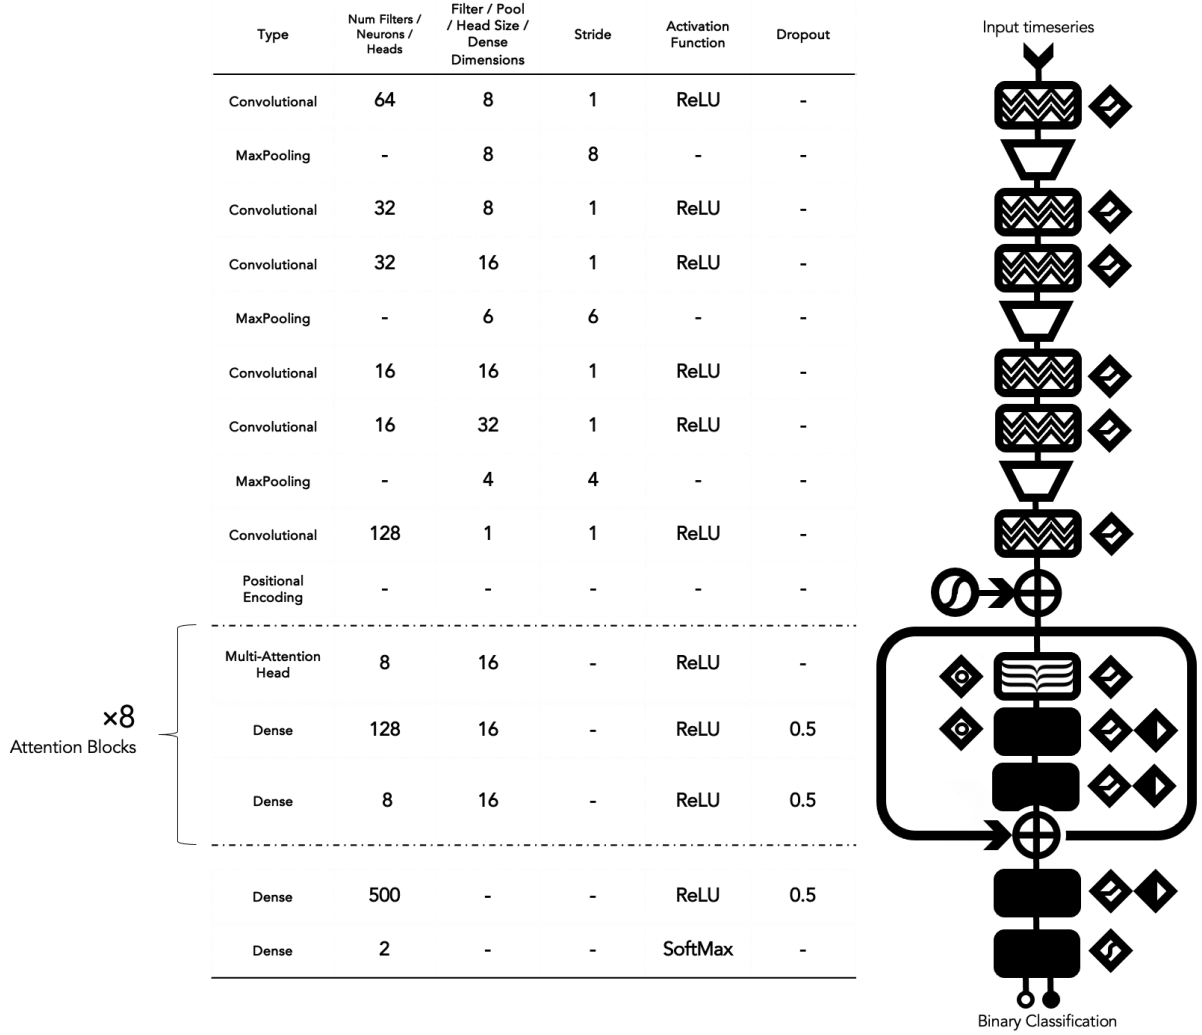 Type Num Filters / Neurons / Heads Filter / Pool / Head Size / Dense Dimensions Stride Activation Function Dropout
Convolutional 64 8 1 ReLU -
MaxPooling - 8 8 - -
Convolutional 32 8 1 ReLU -
Convolutional 32 16 1 ReLU -
MaxPooling - 6 6 - -
Convolutional 16 16 1 ReLU -
Convolutional 16 32 1 ReLU -
MaxPooling - 4 4 - -
Convolutional 128 1 1 ReLU -
Positional Encoding - - - - -
Multi-Attention Head 8 16 - ReLU -
Dense 128 16 - ReLU 0.5
Dense 8 16 - ReLU 0.5
Dense 500 - - ReLU 0.5
Dense 2 - - SoftMax -
×8
Attention Blocks
Input timeseries
Binary Classification